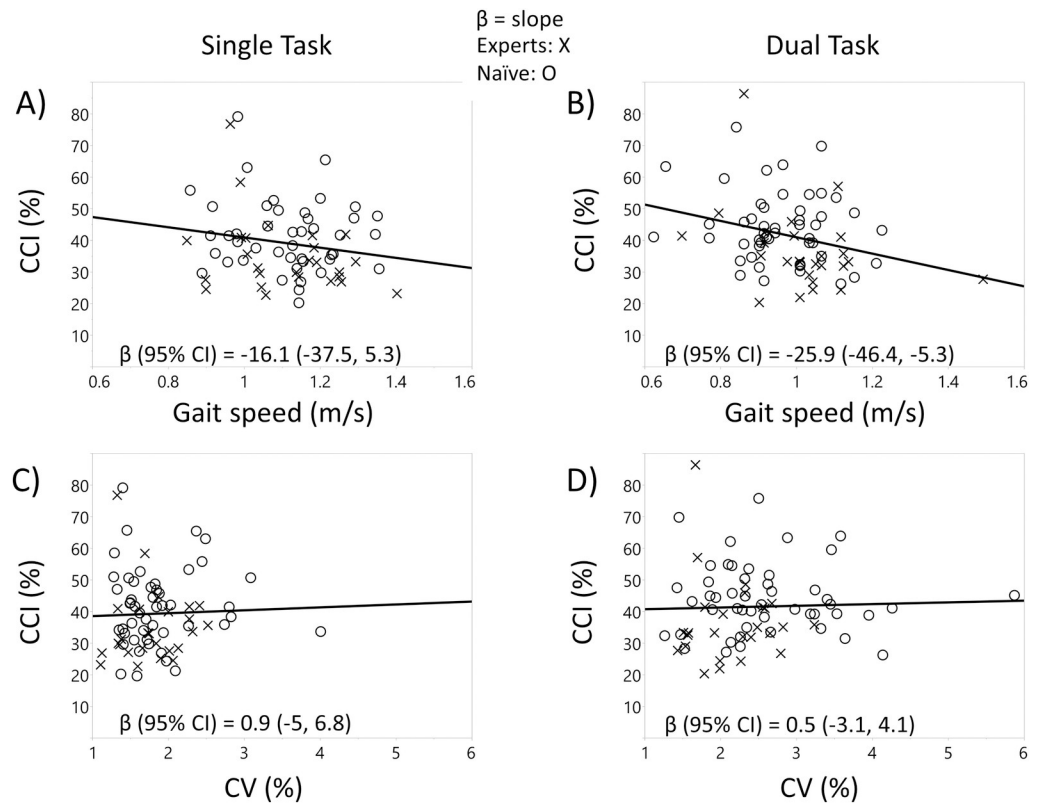 β = slope
Experts: X
Naïve: O
Single Task
Dual Task
A)
CCI (%)
80
70
60
50
40
30
20
10
β (95% CI) = -16.1 (-37.5, 5.3)
0.6 0.8 1 1.2 1.4 1.6
Gait speed (m/s)
B)
CCI (%)
80
70
60
50
40
30
20
10
β (95% CI) = -25.9 (-46.4, -5.3)
0.6 0.8 1 1.2 1.4 1.6
Gait speed (m/s)
C)
CCI (%)
80
70
60
50
40
30
20
10
β (95% CI) = 0.9 (-5, 6.8)
1 2 3 4 5 6
CV (%)
D)
CCI (%)
80
70
60
50
40
30
20
10
β (95% CI) = 0.5 (-3.1, 4.1)
1 2 3 4 5 6
CV (%)